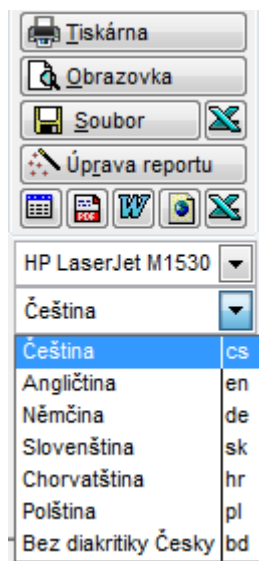 Tiskárna
Obrazovka
Soubor
Úprava reportu
PDF W
HP LaserJet M1530
Čeština
Čeština cs
Angličtina en
Němčina de
Slovenština sk
Chorvatština hr
Polština pl
Bez diakritiky Česky bd